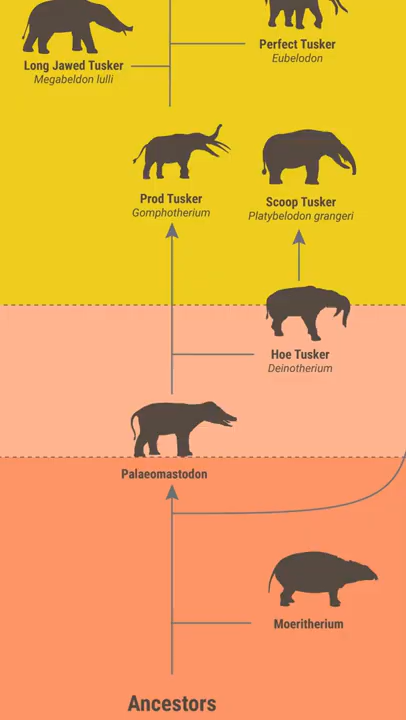 Perfect Tusker
Eubelodon
Long Jawed Tusker
Megabeldon lulli
Prod Tusker
Gomphotherium
Scoop Tusker
Platybelodon grangeri
Hoe Tusker
Deinotherium
Palaeomastodon
Moeritherium
Ancestors